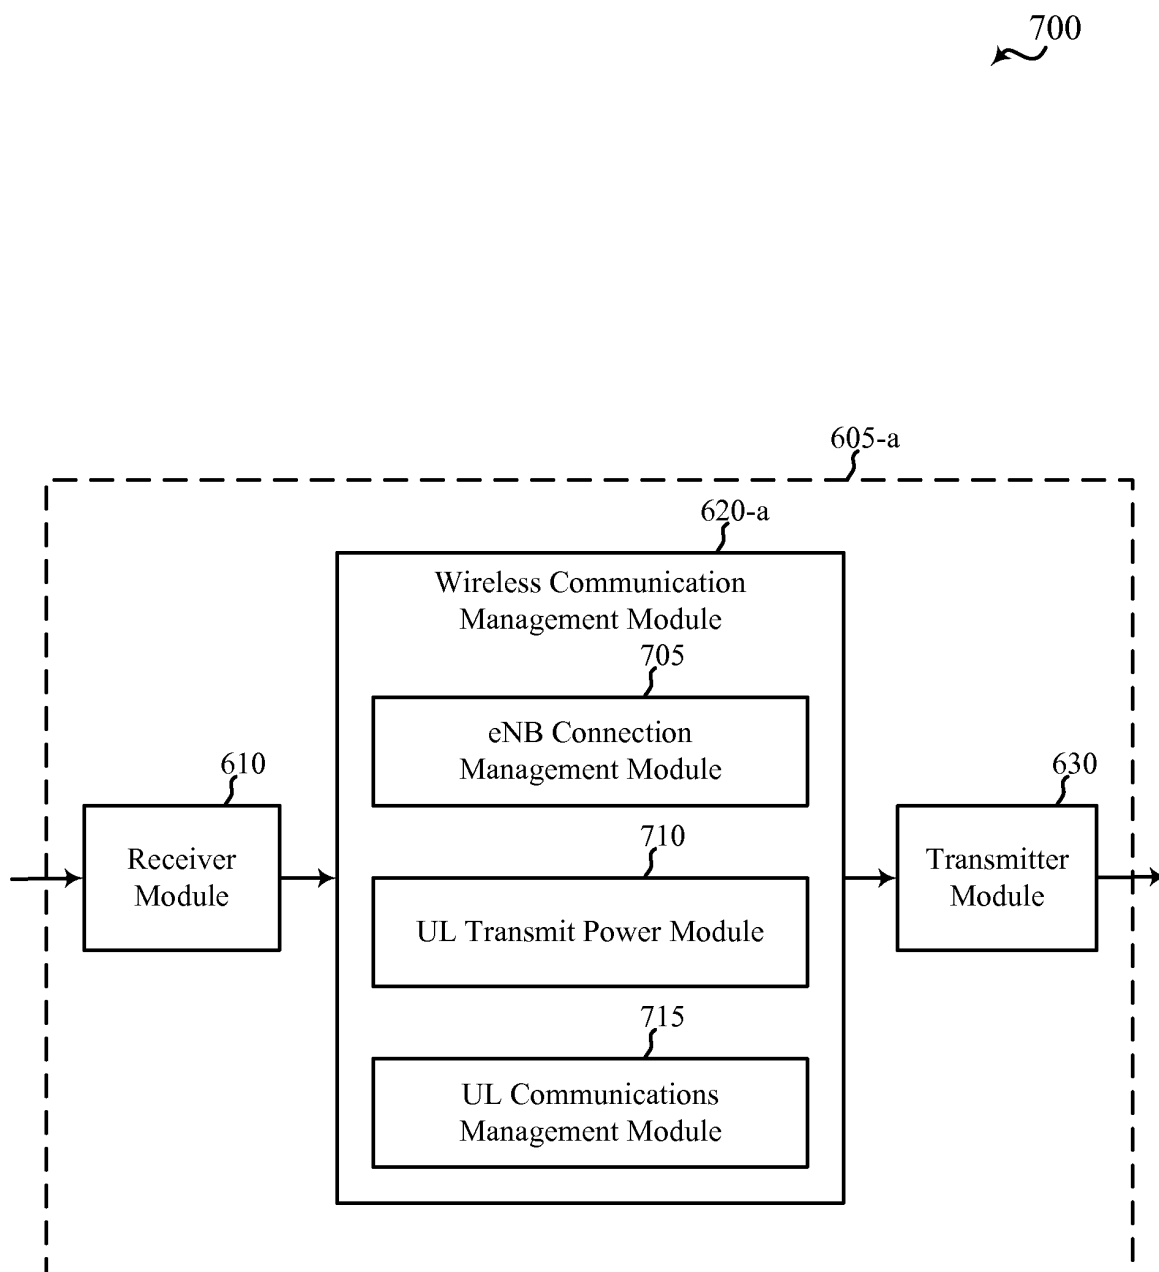 700
605-a
620-a
Wireless Communication
Management Module
705
eNB Connection
Management Module
610
Receiver
Module
630
Transmitter
Module
710
UL Transmit Power Module
715
UL Communications
Management Module